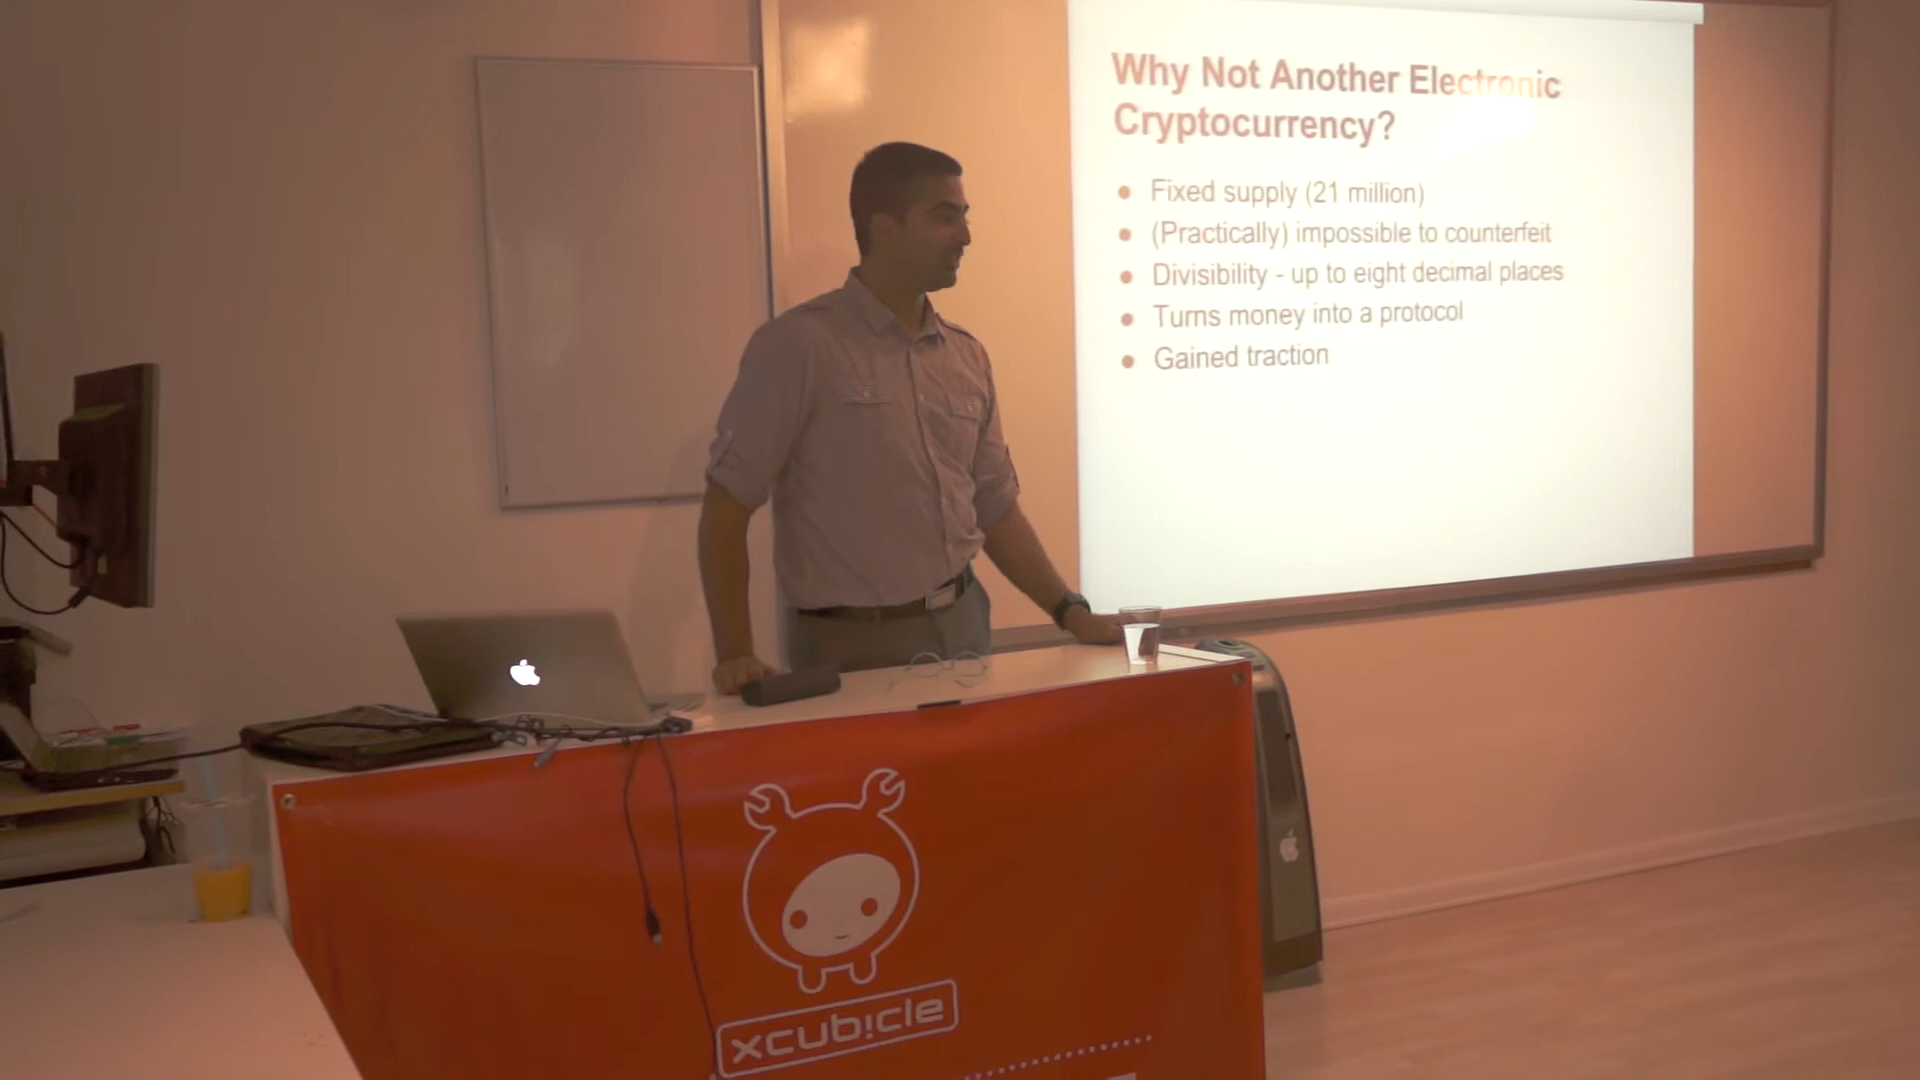 Why Not Another Electronic
Cryptocurrency?
● Fixed supply (21 million)
● (Practically) impossible to counterfeit
● Divisibility - up to eight decimal places
● Turns money into a protocol
● Gained traction
xcub!cle